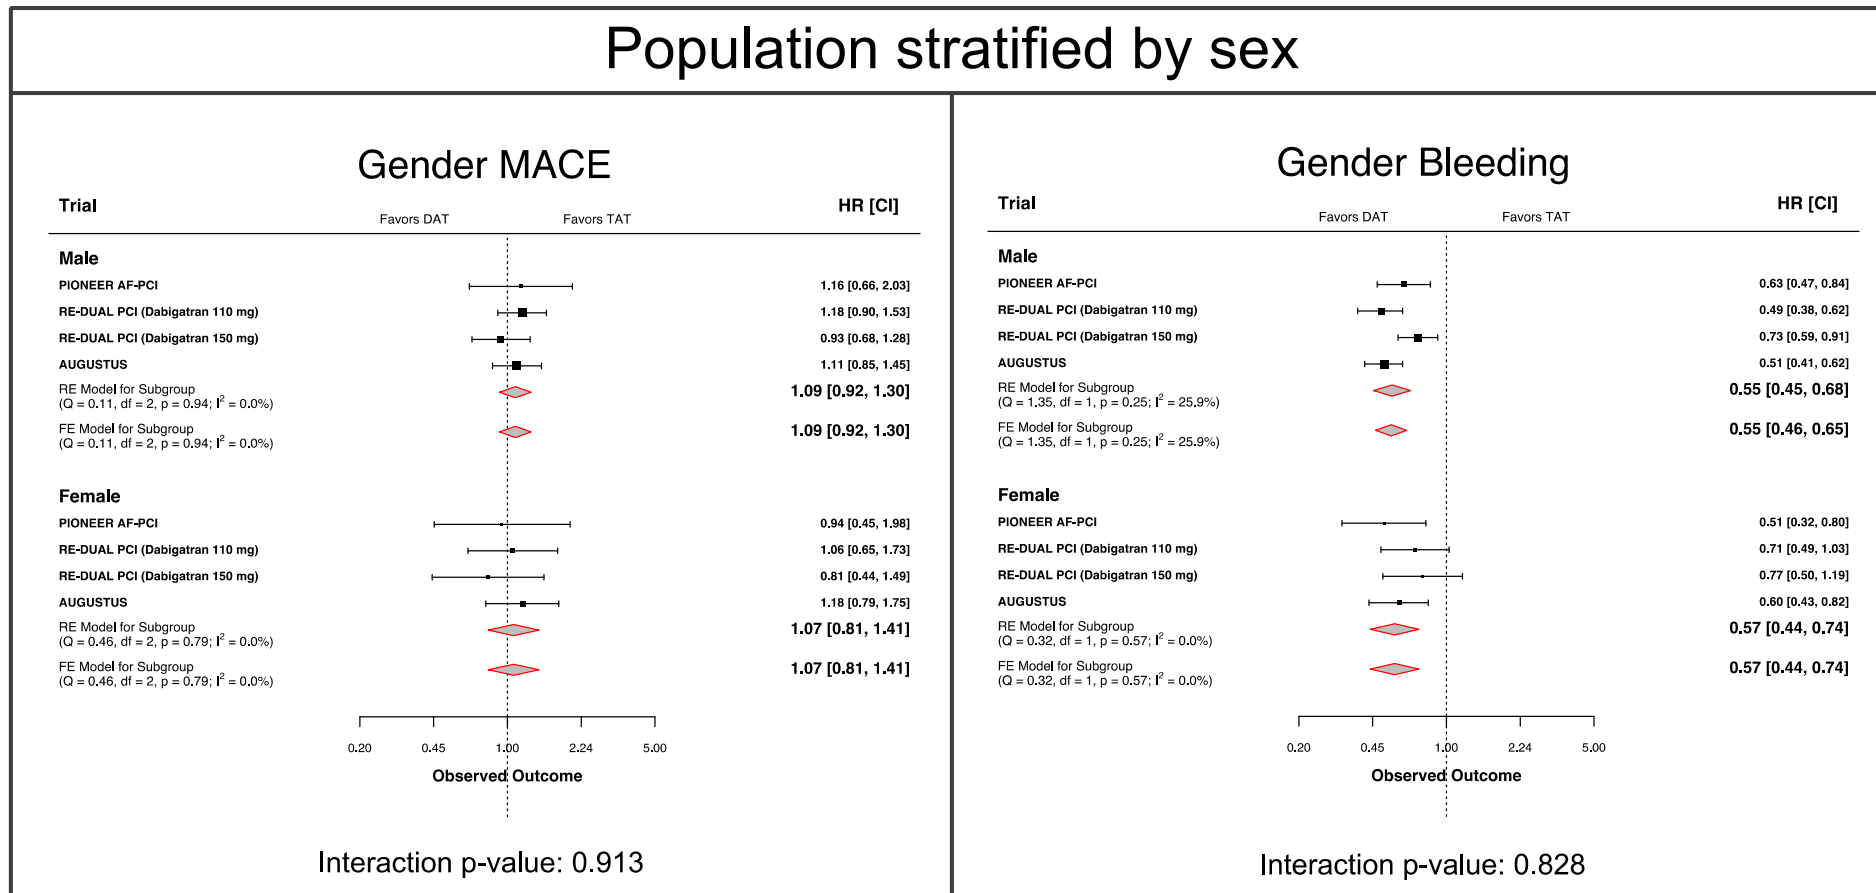 Population stratified by sex
Gender MACE
Trial Favors DAT Favors TAT HR [CI]
Male
PIONEER AF-PCI 1.16 [0.66, 2.03]
RE-DUAL PCI (Dabigatran 110 mg) 1.18 [0.90, 1.53]
RE-DUAL PCI (Dabigatran 150 mg) 0.93 [0.68, 1.28]
AUGUSTUS 1.11 [0.85, 1.45]
RE Model for Subgroup 1.09 [0.92, 1.30]
(Q = 0.11, df = 2, p = 0.94; I² = 0.0%)
FE Model for Subgroup 1.09 [0.92, 1.30]
(Q = 0.11, df = 2, p = 0.94; I² = 0.0%)
Female
PIONEER AF-PCI 0.94 [0.45, 1.98]
RE-DUAL PCI (Dabigatran 110 mg) 1.06 [0.65, 1.73]
RE-DUAL PCI (Dabigatran 150 mg) 0.81 [0.44, 1.49]
AUGUSTUS 1.18 [0.79, 1.75]
RE Model for Subgroup 1.07 [0.81, 1.41]
(Q = 0.46, df = 2, p = 0.79; I² = 0.0%)
FE Model for Subgroup 1.07 [0.81, 1.41]
(Q = 0.46, df = 2, p = 0.79; I² = 0.0%)
0.20 0.45 1.00 2.24 5.00
Observed Outcome
Interaction p-value: 0.913
Gender Bleeding
Trial Favors DAT Favors TAT HR [CI]
Male
PIONEER AF-PCI 0.63 [0.47, 0.84]
RE-DUAL PCI (Dabigatran 110 mg) 0.49 [0.38, 0.62]
RE-DUAL PCI (Dabigatran 150 mg) 0.73 [0.59, 0.91]
AUGUSTUS 0.51 [0.41, 0.62]
RE Model for Subgroup 0.55 [0.45, 0.68]
(Q = 1.35, df = 1, p = 0.25; I² = 25.9%)
FE Model for Subgroup 0.55 [0.46, 0.65]
(Q = 1.35, df = 1, p = 0.25; I² = 25.9%)
Female
PIONEER AF-PCI 0.51 [0.32, 0.80]
RE-DUAL PCI (Dabigatran 110 mg) 0.71 [0.49, 1.03]
RE-DUAL PCI (Dabigatran 150 mg) 0.77 [0.50, 1.19]
AUGUSTUS 0.60 [0.43, 0.82]
RE Model for Subgroup 0.57 [0.44, 0.74]
(Q = 0.32, df = 1, p = 0.57; I² = 0.0%)
FE Model for Subgroup 0.57 [0.44, 0.74]
(Q = 0.32, df = 1, p = 0.57; I² = 0.0%)
0.20 0.45 1.00 2.24 5.00
Observed Outcome
Interaction p-value: 0.828